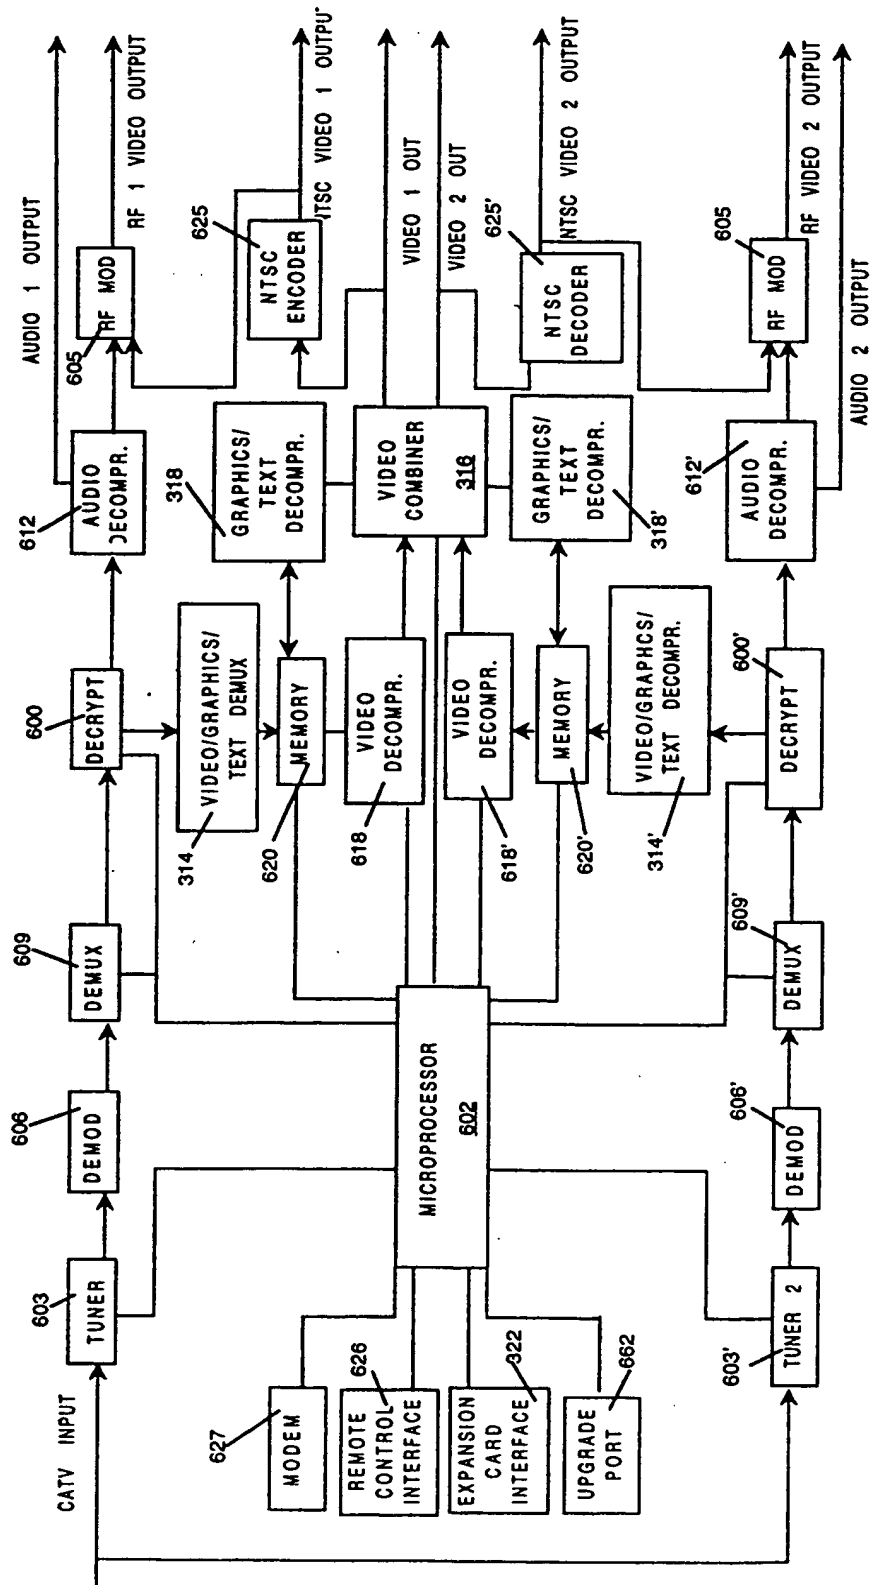 CATV INPUT
603
TUNER
606
DEMOD
609
DEMUX
600
DECRYPT
612
AUDIO
DECOMPR.
605
RF MOD
AUDIO 1 OUTPUT
RF 1 VIDEO OUTPUT
314
VIDEO/GRAPHICS/
TEXT DEMUX
318
GRAPHICS/
TEXT
DECOMPR.
625
NTSC
ENCODER
NTSC VIDEO 1 OUTPUT
620
MEMORY
618
VIDEO
DECOMPR.
VIDEO
COMBINER
316
VIDEO 1 OUT
VIDEO 2 OUT
627
MODEM
626
REMOTE
CONTROL
INTERFACE
322
EXPANSION
CARD
INTERFACE
662
UPGRADE
PORT
MICROPROCESSOR
602
618'
VIDEO
DECOMPR.
620'
MEMORY
318'
GRAPHICS/
TEXT
DECOMPR.
625'
NTSC
DECODER
NTSC VIDEO 2 OUTPUT
314'
VIDEO/GRAPHCS/
TEXT DECOMPR.
603'
TUNER 2
606'
DEMOD
609'
DEMUX
600'
DECRYPT
612'
AUDIO
DECOMPR.
605
RF MOD
RF VIDEO 2 OUTPUT
AUDIO 2 OUTPUT